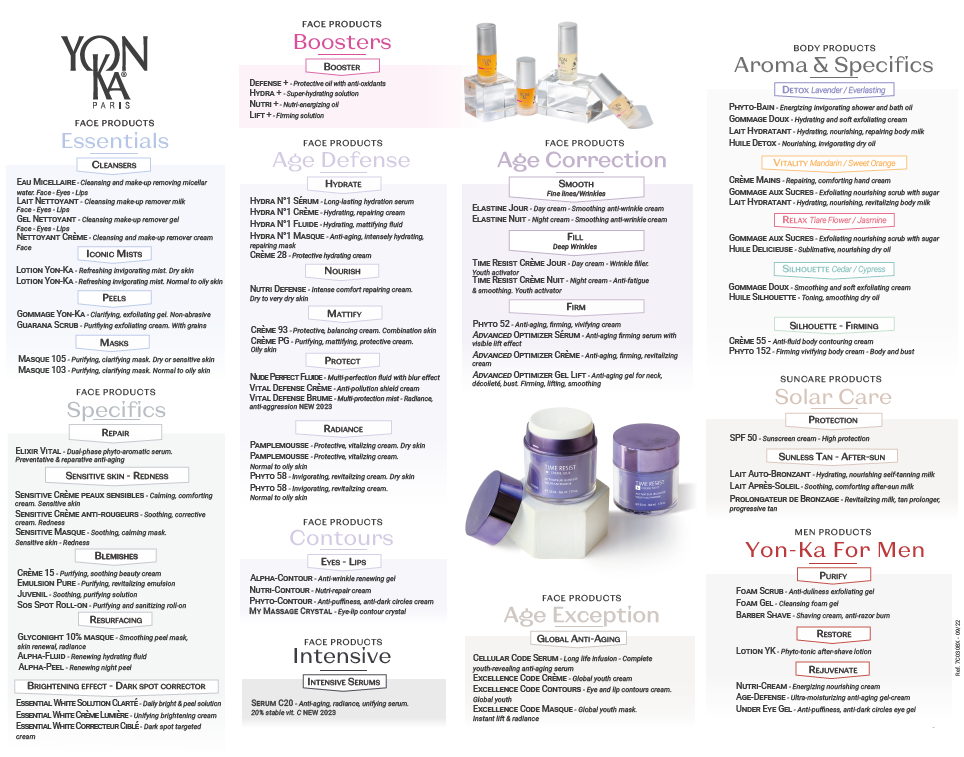 YON
KA®
PARIS
FACE PRODUCTS
Essentials
CLEANSERS
EAU MICELLAIRE - Cleansing and make-up removing micellar
water. Face - Eyes - Lips
LAIT NETTOYANT - Cleansing make-up remover milk
Face - Eyes - Lips
GEL NETTOYANT - Cleansing make-up remover gel
Face - Eyes - Lips
NETTOYANT CRÈME - Cleansing and make-up remover cream
Face
ICONIC MISTS
LOTION YON-KA - Refreshing invigorating mist. Dry skin
LOTION YON-KA - Refreshing invigorating mist. Normal to oily skin
PEELS
GOMMAGE YON-KA - Clarifying, exfoliating gel. Non-abrasive
GUARANA SCRUB - Purifying exfoliating cream. With grains
MASKS
MASQUE 105 - Purifying, clarifying mask. Dry or sensitive skin
MASQUE 103 - Purifying, clarifying mask. Normal to oily skin
FACE PRODUCTS
Specifics
REPAIR
ELIXIR VITAL - Dual-phase phyto-aromatic serum.
Preventative & reparative anti-aging
SENSITIVE SKIN - REDNESS
SENSITIVE CRÈME PEAUX SENSIBLES - Calming, comforting
cream. Sensitive skin
SENSITIVE CRÈME ANTI-ROUGEURS - Soothing, corrective
cream. Redness
SENSITIVE MASQUE - Soothing, calming mask.
Sensitive skin - Redness
BLEMISHES
CRÈME 15 - Purifying, soothing beauty cream
EMULSION PURE - Purifying, revitalizing emulsion
JUVENIL - Soothing, purifying solution
SOS SPOT ROLL-ON - Purifying and sanitizing roll-on
RESURFACING
GLYCONIGHT 10% MASQUE - Smoothing peel mask,
skin renewal, radiance
ALPHA-FLUID - Renewing hydrating fluid
ALPHA-PEEL - Renewing night peel
BRIGHTENING EFFECT - DARK SPOT CORRECTOR
ESSENTIAL WHITE SOLUTION CLARTÉ - Daily bright & peel solution
ESSENTIAL WHITE CRÈME LUMIÈRE - Unifying brightening cream
ESSENTIAL WHITE CORRECTEUR CIBLÉ - Dark spot targeted
cream
FACE PRODUCTS
Boosters
BOOSTER
DEFENSE + - Protective oil with anti-oxidants
HYDRA + - Super-hydrating solution
NUTRI + - Nutri-energizing oil
LIFT + - Firming solution
FACE PRODUCTS
Age Defense
HYDRATE
HYDRA N°1 SÉRUM - Long-lasting hydration serum
HYDRA N°1 CRÈME - Hydrating, repairing cream
HYDRA N°1 FLUIDE - Hydrating, mattifying fluid
HYDRA N°1 MASQUE - Anti-aging, intensely hydrating,
repairing mask
CRÈME 28 - Protective hydrating cream
NOURISH
NUTRI DEFENSE - Intense comfort repairing cream.
Dry to very dry skin
MATTIFY
CRÈME 93 - Protective, balancing cream. Combination skin
CRÈME PG - Purifying, mattifying, protective cream.
Oily skin
PROTECT
NUDE PERFECT FLUIDE - Multi-perfection fluid with blur effect
VITAL DEFENSE CRÈME - Anti-pollution shield cream
VITAL DEFENSE BRUME - Multi-protection mist - Radiance,
anti-aggression NEW 2023
RADIANCE
PAMPLEMOUSSE - Protective, vitalizing cream. Dry skin
PAMPLEMOUSSE - Protective, vitalizing cream.
Normal to oily skin
PHYTO 58 - Invigorating, revitalizing cream. Dry skin
PHYTO 58 - Invigorating, revitalizing cream.
Normal to oily skin
FACE PRODUCTS
Contours
EYES - LIPS
ALPHA-CONTOUR - Anti-wrinkle renewing gel
NUTRI-CONTOUR - Nutri-repair cream
PHYTO-CONTOUR - Anti-puffiness, anti-dark circles cream
MY MASSAGE CRYSTAL - Eye-lip contour crystal
FACE PRODUCTS
Intensive
INTENSIVE SERUMS
SERUM C20 - Anti-aging, radiance, unifying serum.
20% stable vit. C NEW 2023
FACE PRODUCTS
Age Correction
SMOOTH
Fine lines/Wrinkles
ELASTINE JOUR - Day cream - Smoothing anti-wrinkle cream
ELASTINE NUIT - Night cream - Smoothing anti-wrinkle cream
FILL
Deep Wrinkles
TIME RESIST CRÈME JOUR - Day cream - Wrinkle filler.
Youth activator
TIME RESIST CRÈME NUIT - Night cream - Anti-fatigue
& smoothing. Youth activator
FIRM
PHYTO 52 - Anti-aging, firming, vivifying cream
ADVANCED OPTIMIZER SÉRUM - Anti-aging firming serum with
visible lift effect
ADVANCED OPTIMIZER CRÈME - Anti-aging, firming, revitalizing
cream
ADVANCED OPTIMIZER GEL LIFT - Anti-aging gel for neck,
décolleté, bust. Firming, lifting, smoothing
TIME RESIST
TIME RESIST
FACE PRODUCTS
Age Exception
GLOBAL ANTI-AGING
CELLULAR CODE SERUM - Long life Infusion - Complete
youth-revealing anti-aging serum
EXCELLENCE CODE CRÈME - Global youth cream
EXCELLENCE CODE CONTOURS - Eye and lip contours cream.
Global youth
EXCELLENCE CODE MASQUE - Global youth mask.
Instant lift & radiance
BODY PRODUCTS
Aroma & Specifics
DETOX Lavender / Everlasting
PHYTO-BAIN - Energizing invigorating shower and bath oil
GOMMAGE DOUX - Hydrating and soft exfoliating cream
LAIT HYDRATANT - Hydrating, nourishing, repairing body milk
HUILE DETOX - Nourishing, invigorating dry oil
VITALITY Mandarin / Sweet Orange
CRÈME MAINS - Repairing, comforting hand cream
GOMMAGE AUX SUCRES - Exfoliating nourishing scrub with sugar
LAIT HYDRATANT - Hydrating, nourishing, revitalizing body milk
RELAX Tiare Flower / Jasmine
GOMMAGE AUX SUCRES - Exfoliating nourishing scrub with sugar
HUILE DELICIEUSE - Sublimative, nourishing dry oil
SILHOUETTE Cedar / Cypress
GOMMAGE DOUX - Smoothing and soft exfoliating cream
HUILE SILHOUETTE - Toning, smoothing dry oil
SILHOUETTE - FIRMING
CRÈME 55 - Anti-fluid body contouring cream
PHYTO 152 - Firming vivifying body cream - Body and bust
SUNCARE PRODUCTS
Solar Care
PROTECTION
SPF 50 - Sunscreen cream - High protection
SUNLESS TAN - AFTER-SUN
LAIT AUTO-BRONZANT - Hydrating, nourishing self-tanning milk
LAIT APRÈS-SOLEIL - Soothing, comforting after-sun milk
PROLONGATEUR DE BRONZAGE - Revitalizing milk, tan prolonger,
progressive tan
MEN PRODUCTS
Yon-Ka For Men
PURIFY
FOAM SCRUB - Anti-dullness exfoliating gel
FOAM GEL - Cleansing foam gel
BARBER SHAVE - Shaving cream, anti-razor burn
RESTORE
LOTION YK - Phyto-tonic after-shave lotion
REJUVENATE
NUTRI-CREAM - Energizing nourishing cream
AGE-DEFENSE - Ultra-moisturizing anti-aging gel-cream
UNDER EYE GEL - Anti-puffiness, anti-dark circles eye gel
Ref. 700308X - 09/22